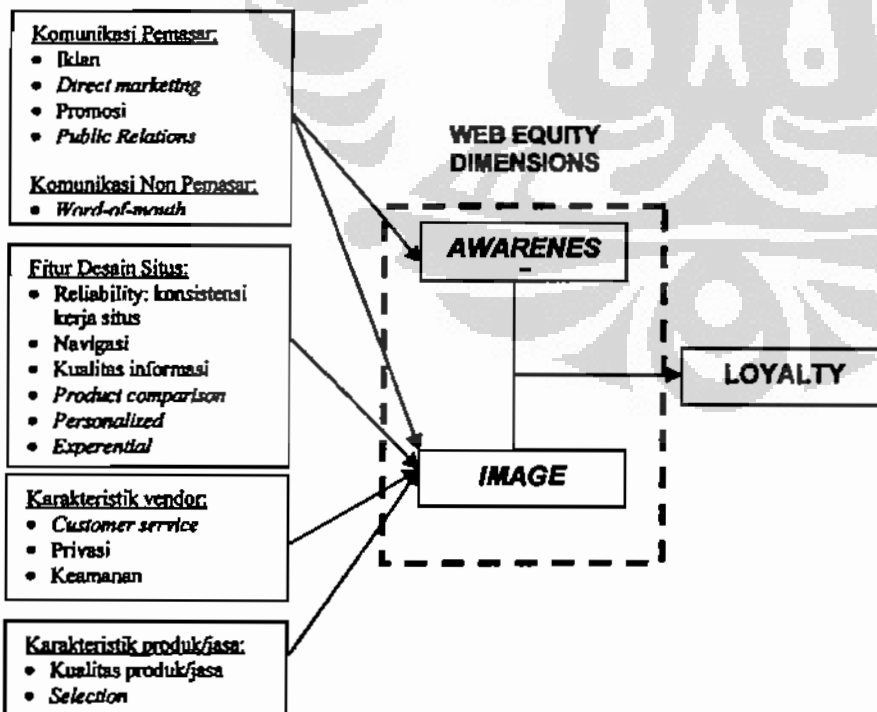 Komunikasi Pemasar:
• Iklan
• Direct marketing
• Promosi
• Public Relations
Komunikasi Non Pemasar:
• Word-of-mouth
Fitur Desain Situs:
• Reliability: konsistensi
kerja situs
• Navigasi
• Kualitas informasi
• Product comparison
• Personalized
• Experential
Karakteristik vendor:
• Customer service
• Privasi
• Keamanan
Karakteristik produk/jasa:
• Kualitas produk/jasa
• Selection
WEB EQUITY
DIMENSIONS
AWARENES
IMAGE
LOYALTY